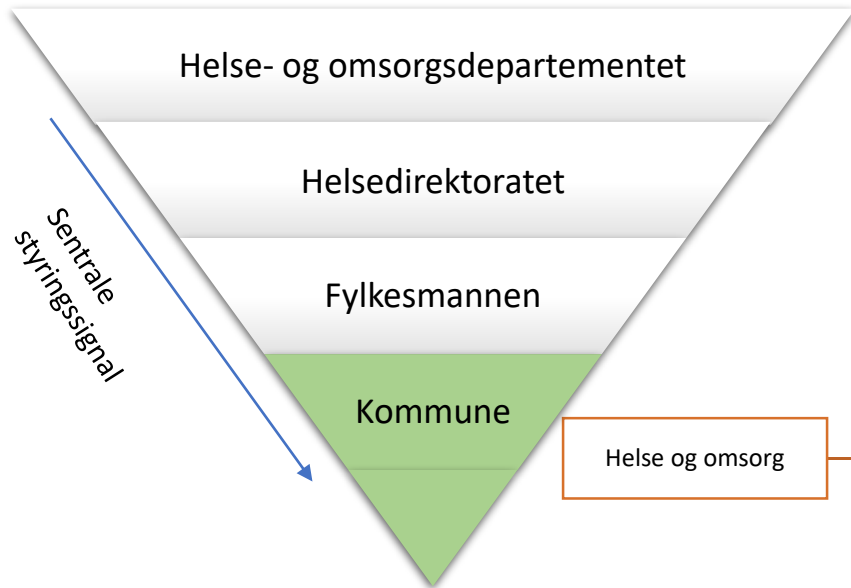 Helse- og omsorgsdepartementet
Helsedirektoratet
Fylkesmannen
Kommune
Sentrale
styringssignal
Helse og omsorg